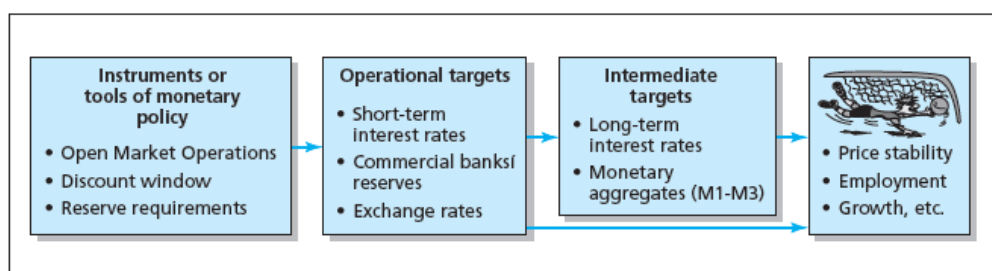 Instruments or
tools of monetary
policy
• Open Market Operations
• Discount window
• Reserve requirements
Operational targets
• Short-term
interest rates
• Commercial banksí
reserves
• Exchange rates
Intermediate
targets
• Long-term
interest rates
• Monetary
aggregates (M1-M3)
• Price stability
• Employment
• Growth, etc.